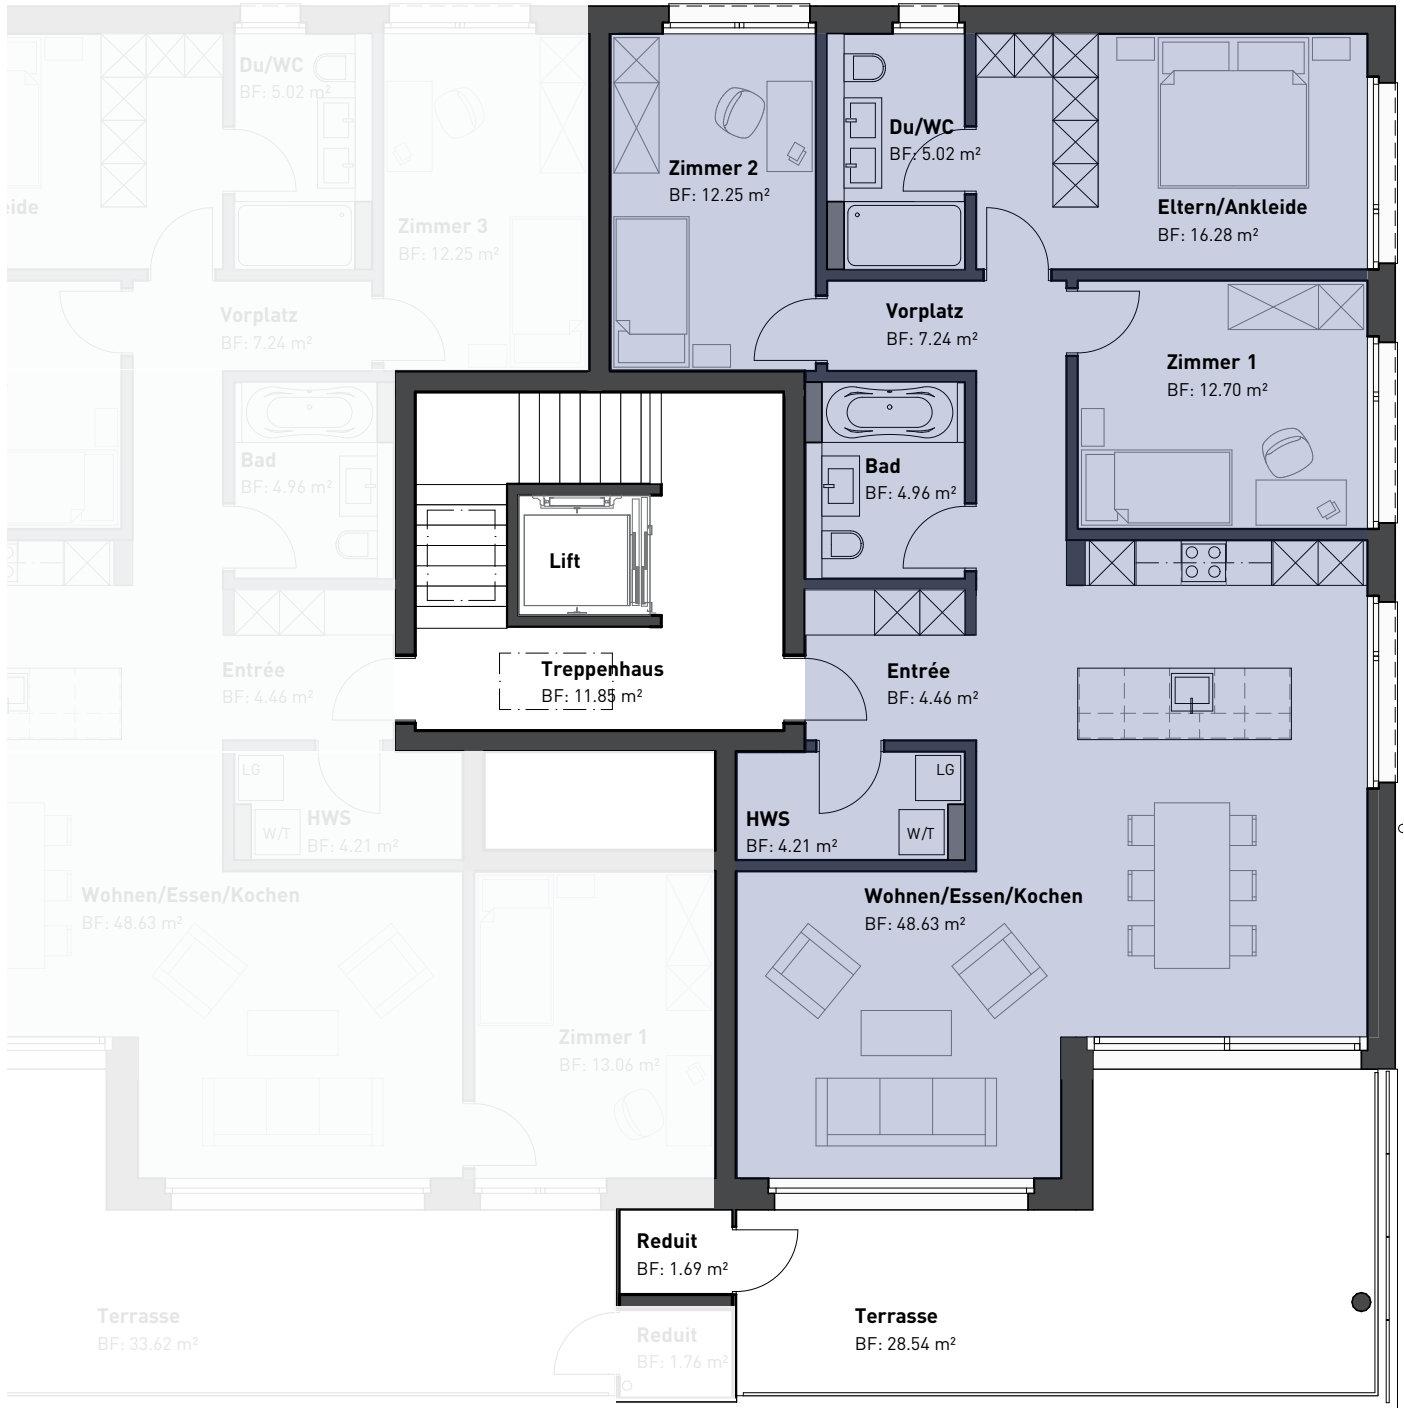 Du/WC
BF: 5.02 m²
eide
Zimmer 3
BF: 12.25 m²
Vorplatz
BF: 7.24 m²
Bad
BF: 4.96 m²
Entrée
BF: 4.46 m²
LG
W/T
HWS
BF: 4.21 m²
Wohnen/Essen/Kochen
BF: 48.63 m²
Zimmer 1
BF: 13.06 m²
Terrasse
BF: 33.62 m²
Reduit
BF: 1.76 m²
Zimmer 2
BF: 12.25 m²
Du/WC
BF: 5.02 m²
Eltern/Ankleide
BF: 16.28 m²
Vorplatz
BF: 7.24 m²
Zimmer 1
BF: 12.70 m²
Bad
BF: 4.96 m²
Lift
Treppenhaus
BF: 11.85 m²
Entrée
BF: 4.46 m²
LG
W/T
HWS
BF: 4.21 m²
Wohnen/Essen/Kochen
BF: 48.63 m²
Reduit
BF: 1.69 m²
Terrasse
BF: 28.54 m²